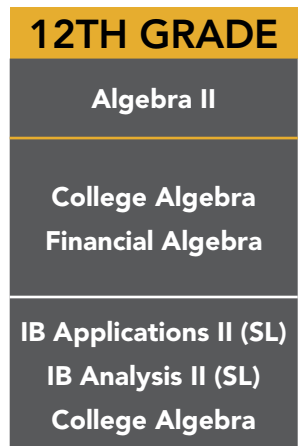 12TH GRADE
Algebra II
College Algebra
Financial Algebra
IB Applications II (SL)
IB Analysis II (SL)
College Algebra